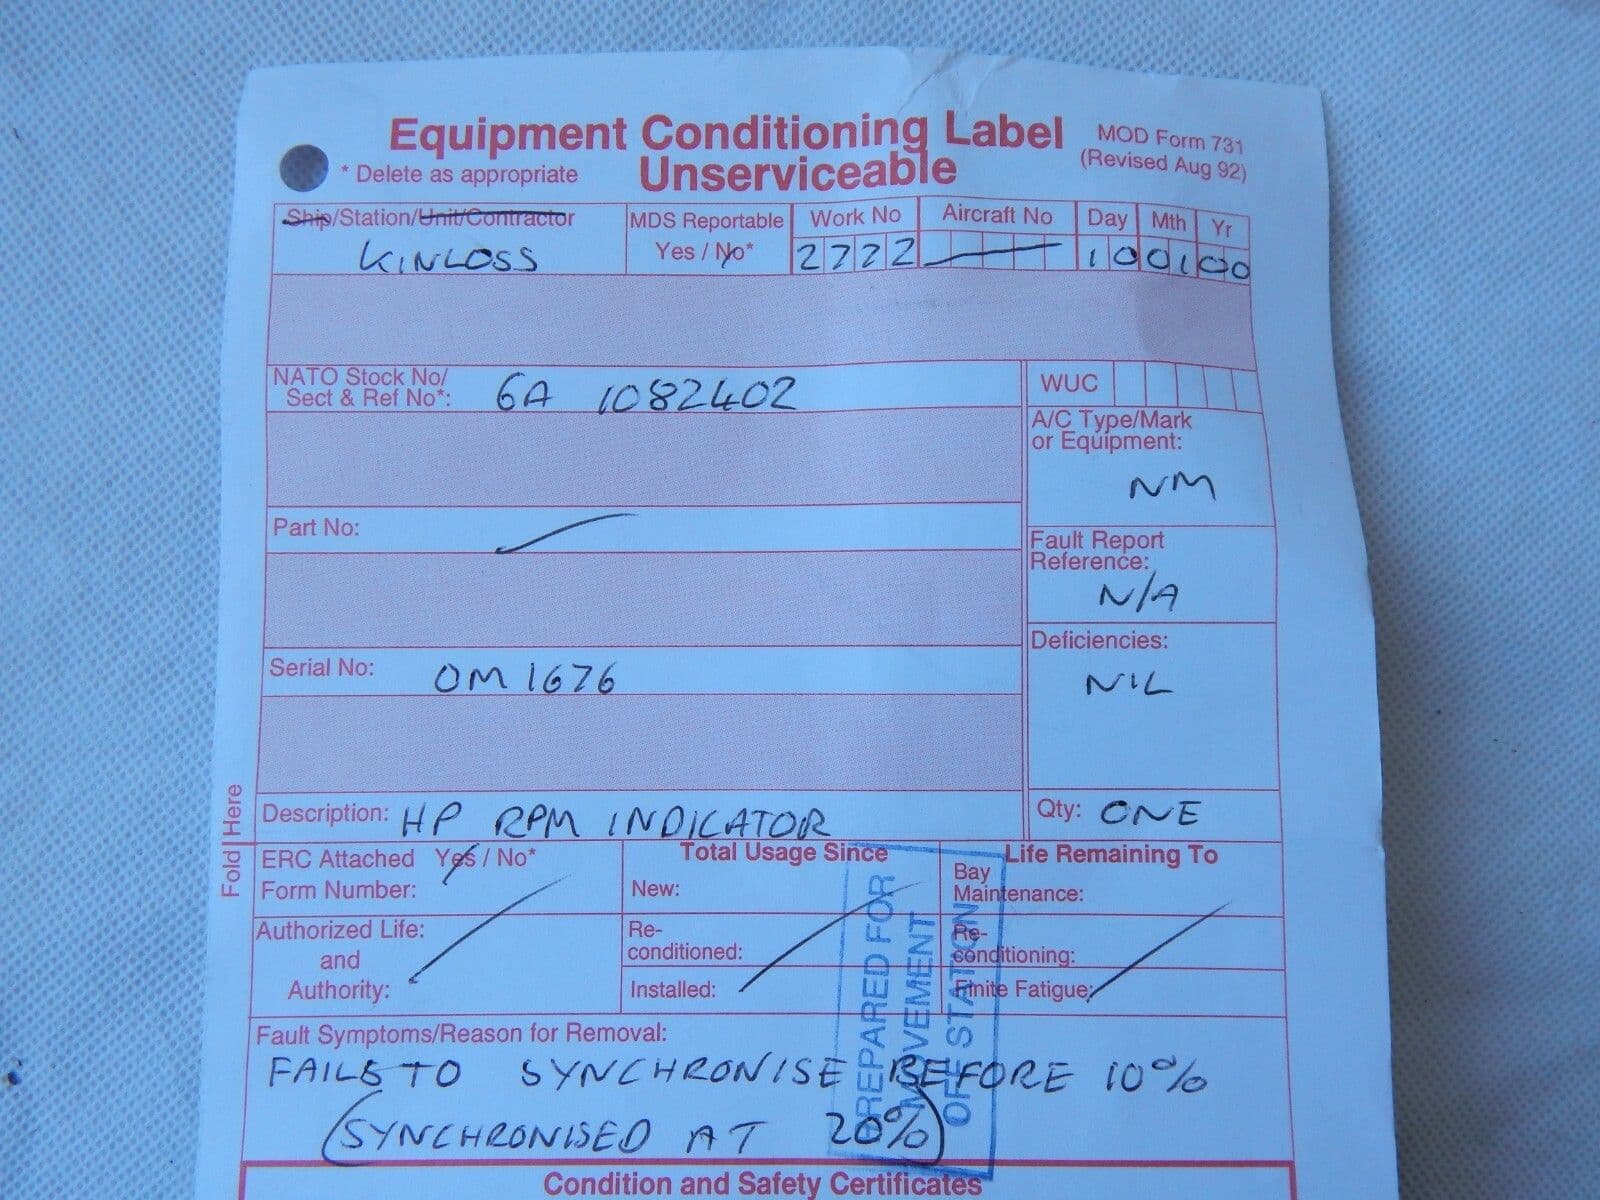 Equipment Conditioning Label
Unserviceable
MOD Form 731
(Revised Aug 92)
* Delete as appropriate
Ship/Station/Unit/Contractor
KINLOSS
MDS Reportable
Yes / No*
Work No
2722
Aircraft No
Day Mth Yr
10 01 00
NATO Stock No/
Sect & Ref No*: 6A 1082402
WUC
A/C Type/Mark
or Equipment:
NM
Part No:
Fault Report
Reference:
N/A
Serial No: OM1676
Deficiencies:
NIL
Description: HP RPM INDICATOR
Qty: ONE
Fold Here
ERC Attached Yes / No*
Form Number:
Authorized Life:
and
Authority:
Total Usage Since
New:
Re-
conditioned:
Installed:
Life Remaining To
Bay
Maintenance:
Re-
conditioning:
Finite Fatigue:
PREPARED FOR
MOVEMENT
OFF STATION
Fault Symptoms/Reason for Removal:
FAILS TO SYNCHRONISE BEFORE 10%
(SYNCHRONISED AT 20%)
Condition and Safety Certificates